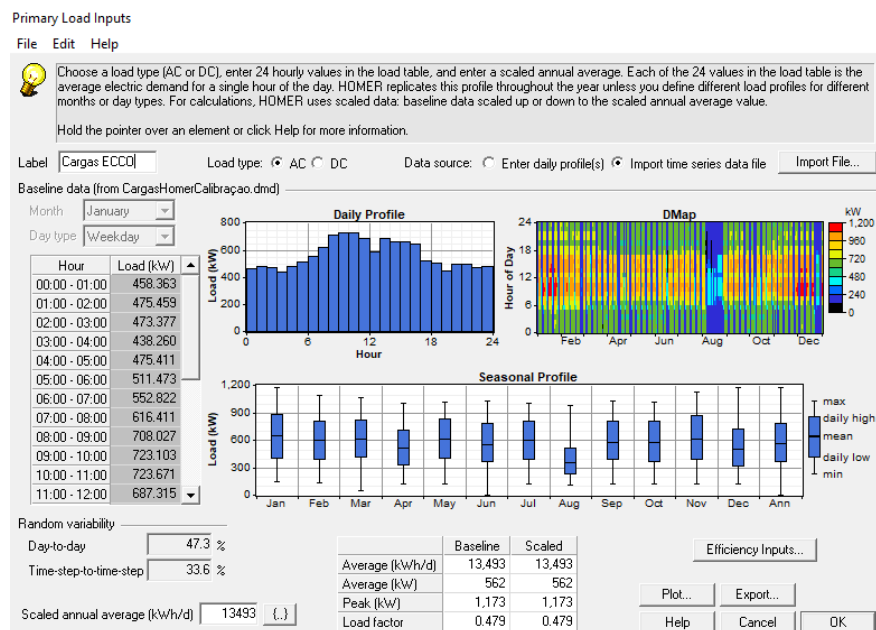 Primary Load Inputs
File Edit Help
Choose a load type (AC or DC), enter 24 hourly values in the load table, and enter a scaled annual average. Each of the 24 values in the load table is the
average electric demand for a single hour of the day. HOMER replicates this profile throughout the year unless you define different load profiles for different
months or day types. For calculations, HOMER uses scaled data: baseline data scaled up or down to the scaled annual average value.
Hold the pointer over an element or click Help for more information.
Label Cargas ECCO Load type: AC DC Data source: Enter daily profile(s) Import time series data file Import File...
Baseline data (from CargasHomerCalibraçao.dmd)
Month January
Day type Weekday
Hour Load (kW)
00:00 - 01:00 458.363
01:00 - 02:00 475.459
02:00 - 03:00 473.377
03:00 - 04:00 438.260
04:00 - 05:00 475.411
05:00 - 06:00 511.473
06:00 - 07:00 552.822
07:00 - 08:00 616.411
08:00 - 09:00 708.027
09:00 - 10:00 723.103
10:00 - 11:00 723.671
11:00 - 12:00 687.315
Daily Profile
Load (kW)
800
600
400
200
0
0 6 12 18 24
Hour
DMap
Hour of Day
24
18
12
6
0
Feb Apr Jun Aug Oct Dec
kW
1,200
960
720
480
240
0
Seasonal Profile
Load (kW)
1,200
900
600
300
0
Jan Feb Mar Apr May Jun Jul Aug Sep Oct Nov Dec Ann
max
daily high
mean
daily low
min
Random variability
Day-to-day 47.3 %
Time-step-to-time-step 33.6 %
Scaled annual average (kWh/d) 13493 {..}
Baseline Scaled
Average (kWh/d) 13,493 13,493
Average (kW) 562 562
Peak (kW) 1,173 1,173
Load factor 0.479 0.479
Efficiency Inputs...
Plot... Export...
Help Cancel OK